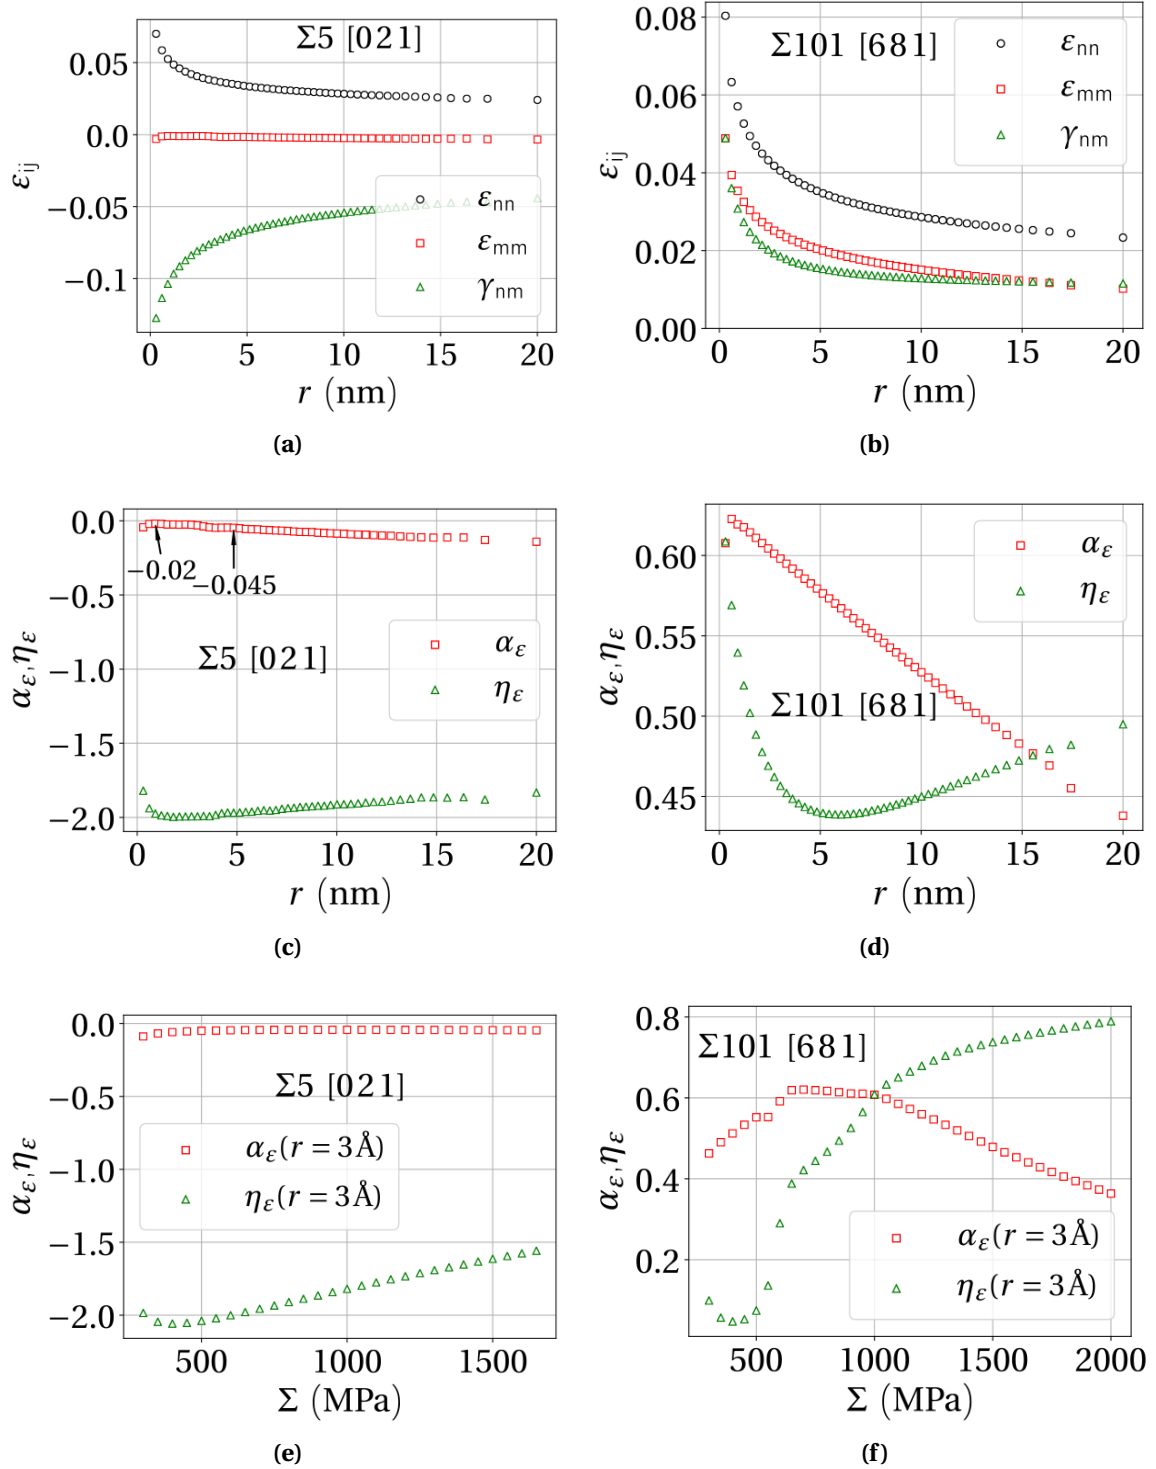 Σ5 [021]
0.05
0.0
−0.05
−0.1
ε_ij
ε_nn
ε_mm
γ_nm
0 5 10 15 20
r (nm)
(a)
Σ101 [681]
0.08
0.06
0.04
0.02
0.00
ε_ij
ε_nn
ε_mm
γ_nm
0 5 10 15 20
r (nm)
(b)
0.0
−0.5
−1.0
−1.5
−2.0
α_ε, η_ε
−0.02
−0.045
Σ5 [021]
α_ε
η_ε
0 5 10 15 20
r (nm)
(c)
0.60
0.55
0.50
0.45
α_ε, η_ε
α_ε
η_ε
Σ101 [681]
0 5 10 15 20
r (nm)
(d)
0.0
−0.5
−1.0
−1.5
−2.0
α_ε, η_ε
Σ5 [021]
α_ε(r = 3Å)
η_ε(r = 3Å)
500 1000 1500
Σ (MPa)
(e)
0.8
0.6
0.4
0.2
α_ε, η_ε
Σ101 [681]
α_ε(r = 3Å)
η_ε(r = 3Å)
500 1000 1500 2000
Σ (MPa)
(f)